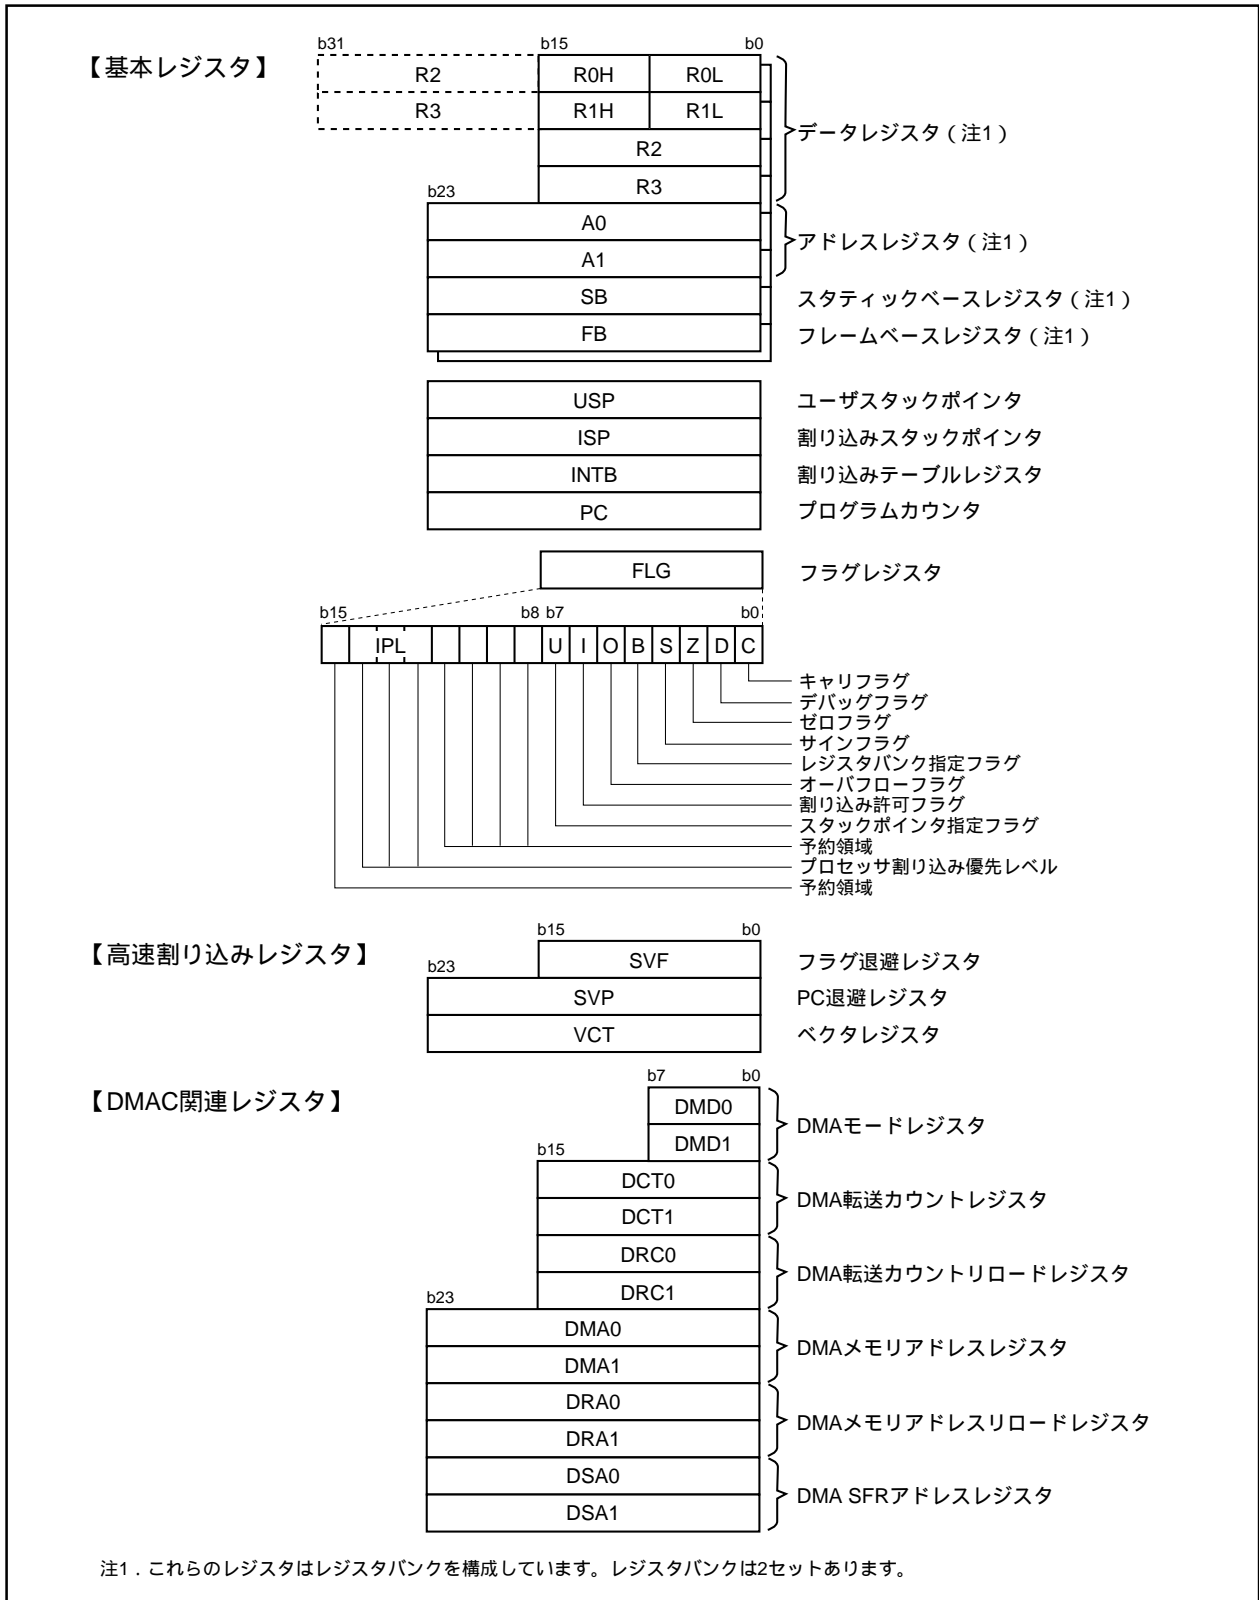 【基本レジスタ】
b31 b15 b0
R2 R0H R0L
R3 R1H R1L
データレジスタ（注1）
R2
R3
b23
A0
アドレスレジスタ（注1）
A1
SB スタティックベースレジスタ（注1）
FB フレームベースレジスタ（注1）
USP ユーザスタックポインタ
ISP 割り込みスタックポインタ
INTB 割り込みテーブルレジスタ
PC プログラムカウンタ
FLG フラグレジスタ
b15 b8 b7 b0
IPL U I O B S Z D C
キャリフラグ
デバッグフラグ
ゼロフラグ
サインフラグ
レジスタバンク指定フラグ
オーバフローフラグ
割り込み許可フラグ
スタックポインタ指定フラグ
予約領域
プロセッサ割り込み優先レベル
予約領域
【高速割り込みレジスタ】
b15 b0
SVF フラグ退避レジスタ
b23
SVP PC退避レジスタ
VCT ベクタレジスタ
【DMAC関連レジスタ】
b7 b0
DMD0
DMAモードレジスタ
DMD1
b15
DCT0
DMA転送カウントレジスタ
DCT1
DRC0
DMA転送カウントリロードレジスタ
DRC1
b23
DMA0
DMAメモリアドレスレジスタ
DMA1
DRA0
DMAメモリアドレスリロードレジスタ
DRA1
DSA0
DMA SFRアドレスレジスタ
DSA1
注1．これらのレジスタはレジスタバンクを構成しています。レジスタバンクは2セットあります。